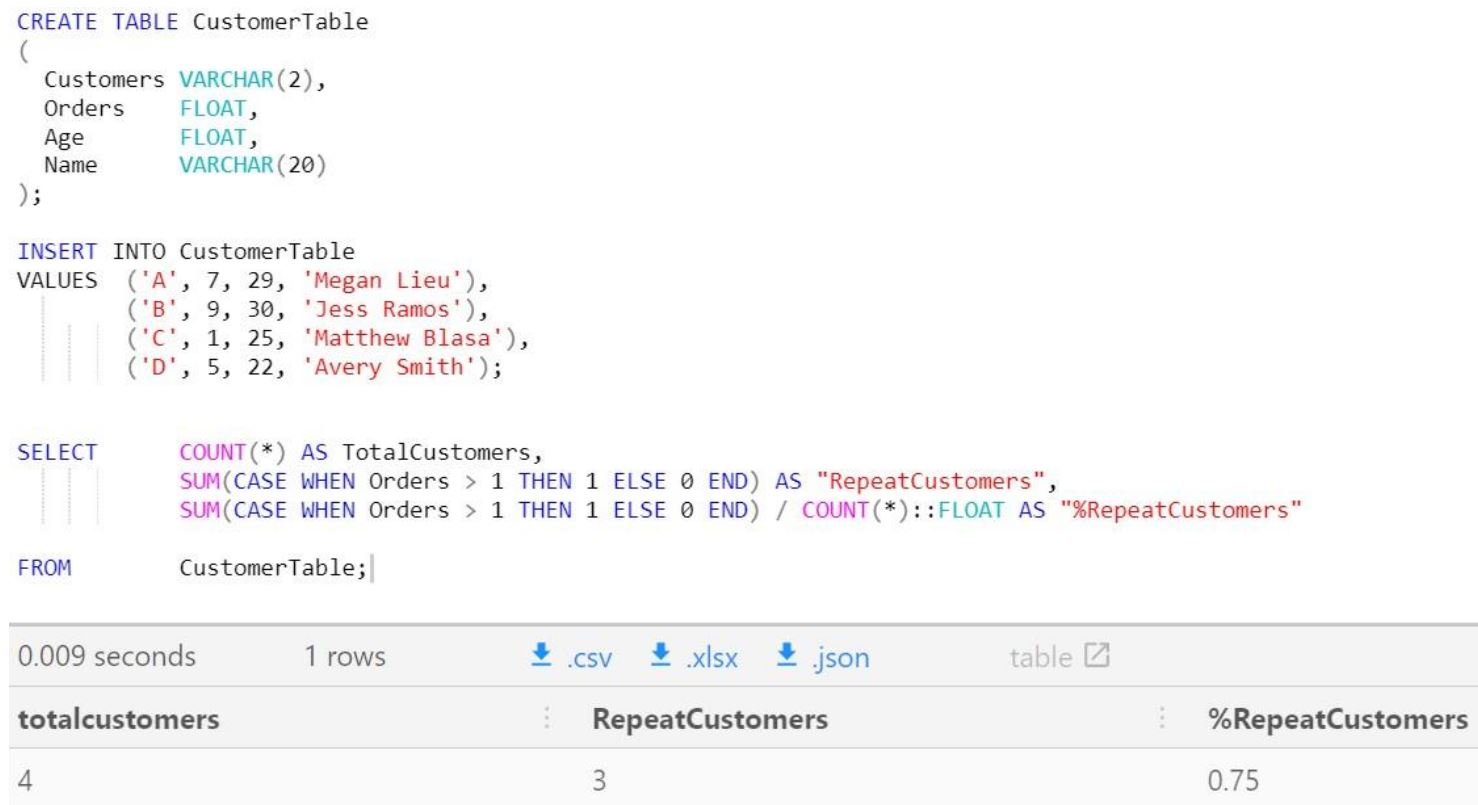 CREATE TABLE CustomerTable
(
Customers VARCHAR(2),
Orders FLOAT,
Age FLOAT,
Name VARCHAR(20)
);
INSERT INTO CustomerTable
VALUES ('A', 7, 29, 'Megan Lieu'),
('B', 9, 30, 'Jess Ramos'),
('C', 1, 25, 'Matthew Blasa'),
('D', 5, 22, 'Avery Smith');
SELECT COUNT(*) AS TotalCustomers,
SUM(CASE WHEN Orders > 1 THEN 1 ELSE 0 END) AS "RepeatCustomers",
SUM(CASE WHEN Orders > 1 THEN 1 ELSE 0 END) / COUNT(*)::FLOAT AS "%RepeatCustomers"
FROM CustomerTable;
0.009 seconds 1 rows .csv .xlsx .json table
totalcustomers RepeatCustomers %RepeatCustomers
4 3 0.75